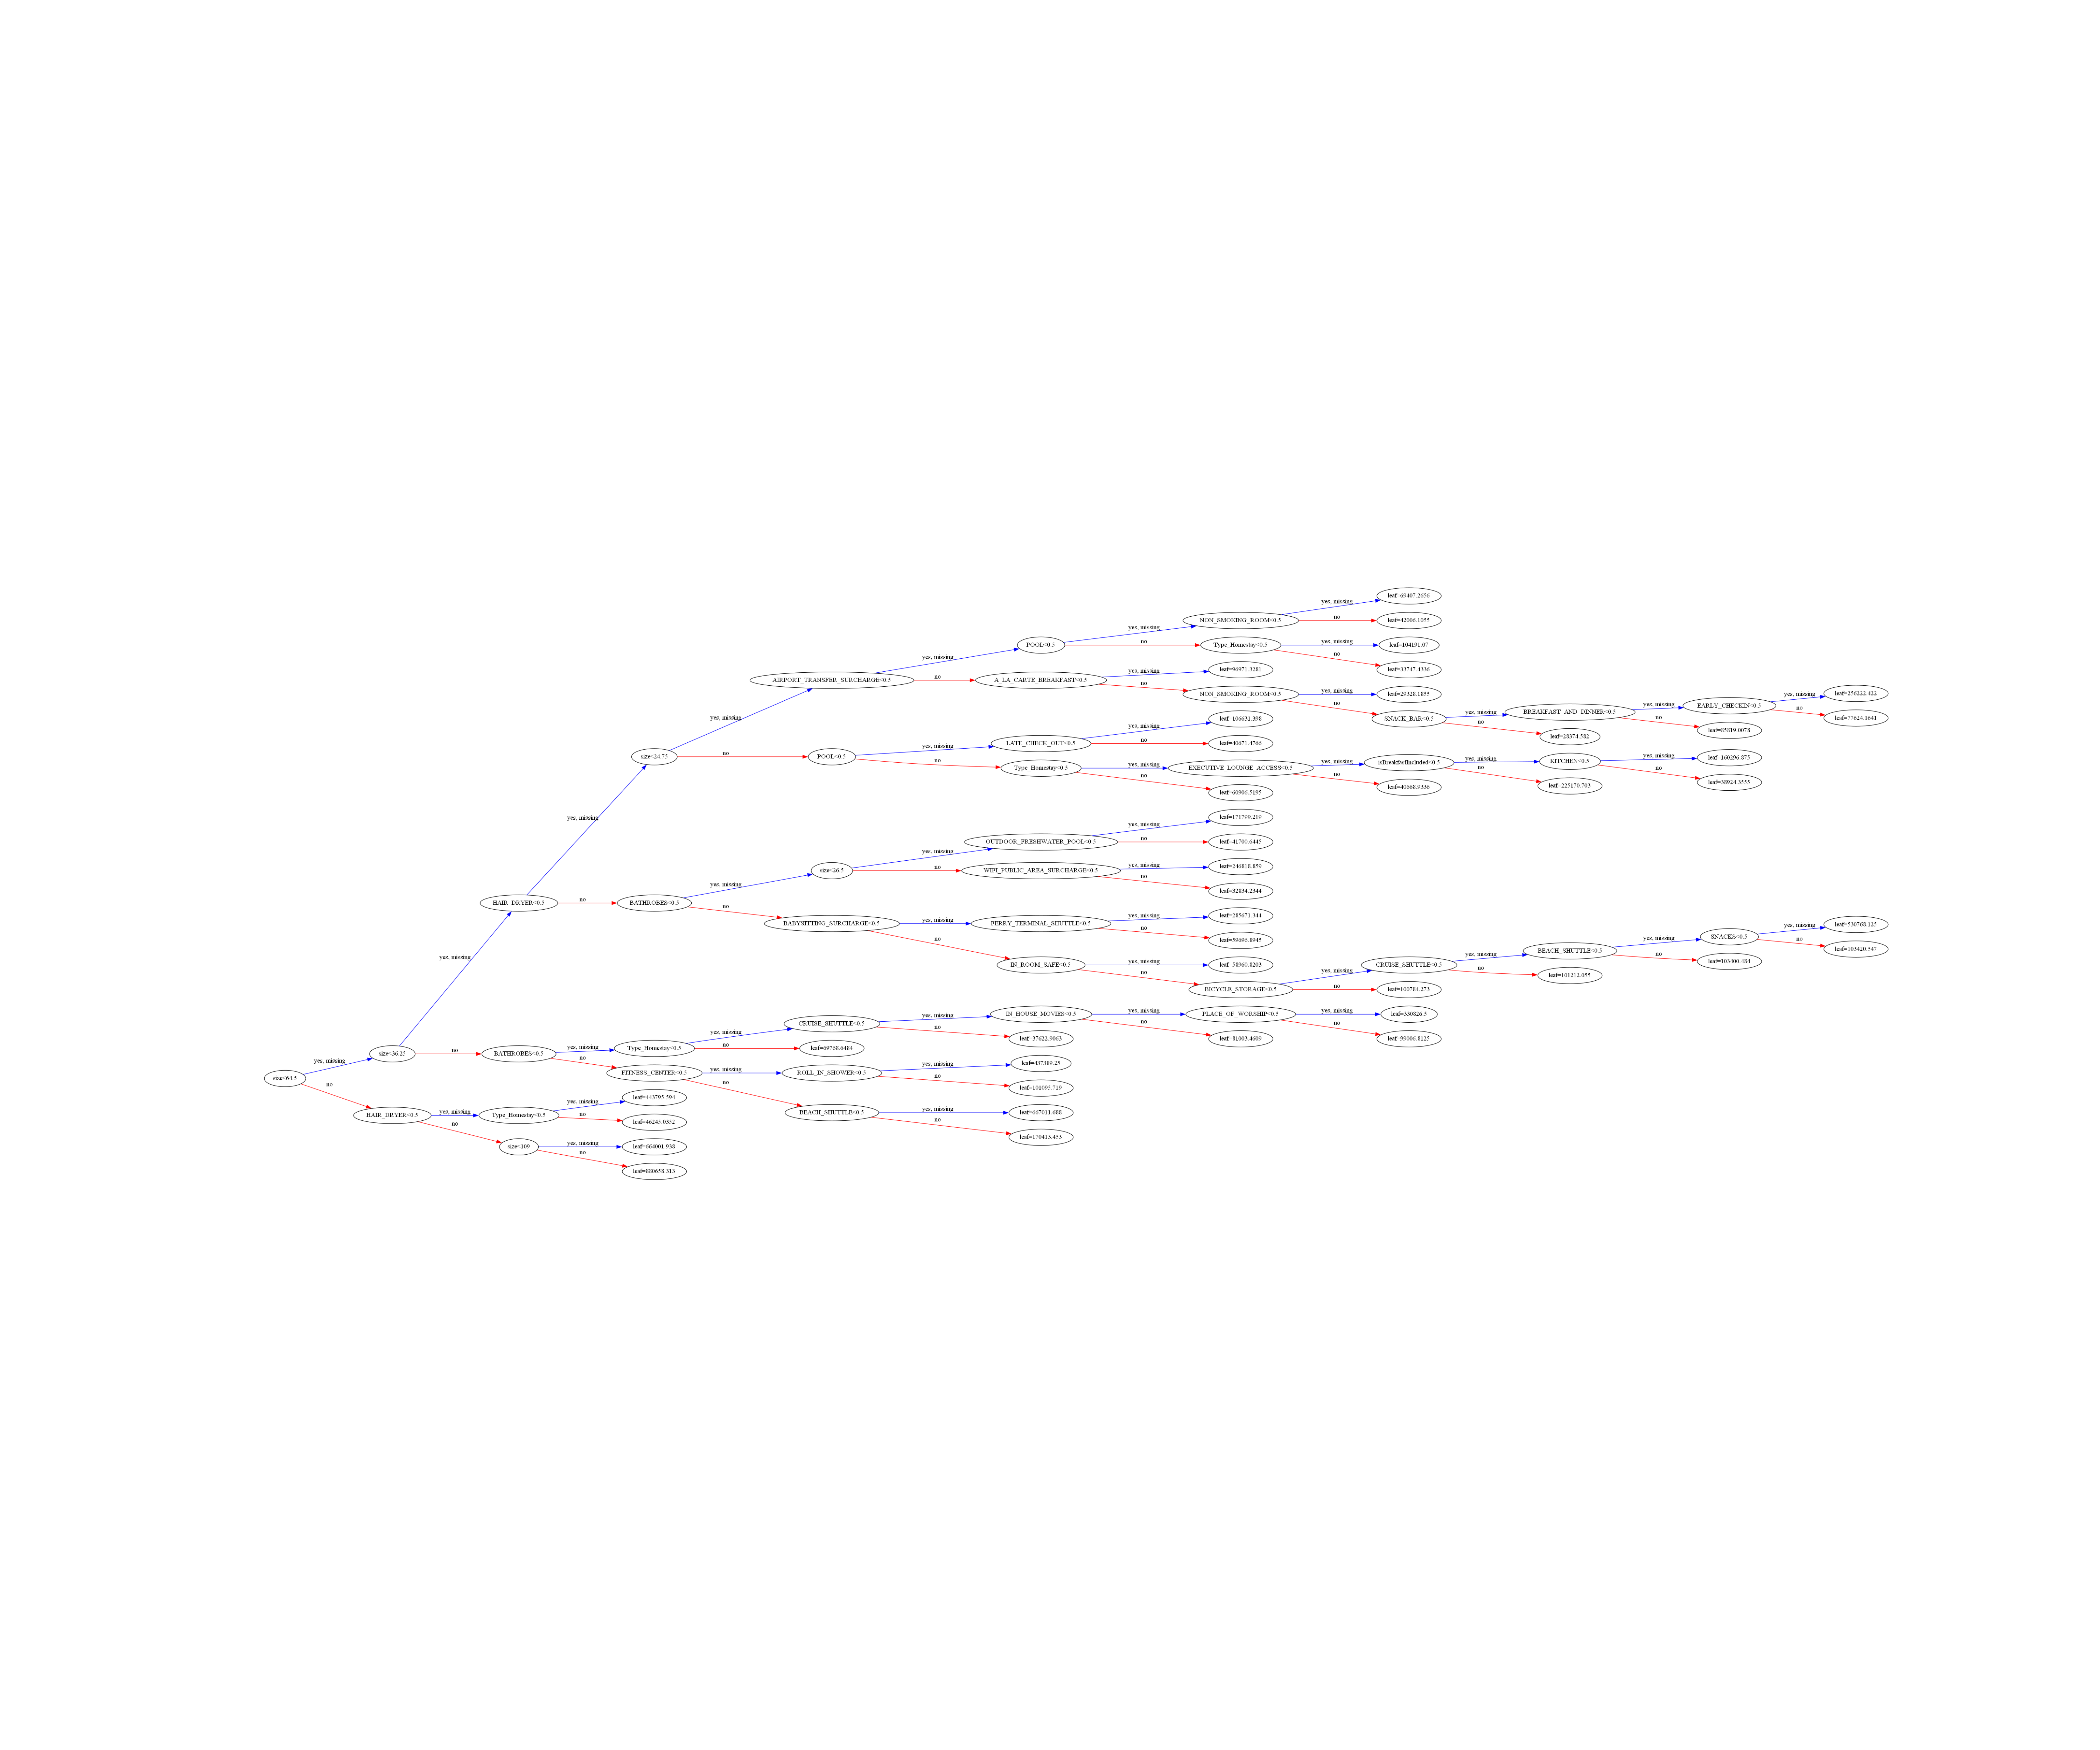 size<64.5
yes, missing
no
size<36.25
HAIR_DRYER<0.5
yes, missing
no
yes, missing
no
HAIR_DRYER<0.5
BATHROBES<0.5
Type_Homestay<0.5
size<109
yes, missing
no
yes, missing
no
yes, missing
no
yes, missing
no
size<24.75
BATHROBES<0.5
Type_Homestay<0.5
FITNESS_CENTER<0.5
leaf=443795.594
leaf=46245.0352
leaf=664001.938
leaf=880658.313
yes, missing
no
yes, missing
no
yes, missing
no
yes, missing
no
AIRPORT_TRANSFER_SURCHARGE<0.5
POOL<0.5
size<26.5
BABYSITTING_SURCHARGE<0.5
CRUISE_SHUTTLE<0.5
leaf=69768.6484
ROLL_IN_SHOWER<0.5
BEACH_SHUTTLE<0.5
yes, missing
no
yes, missing
no
yes, missing
no
yes, missing
no
yes, missing
no
yes, missing
no
yes, missing
no
POOL<0.5
A_LA_CARTE_BREAKFAST<0.5
LATE_CHECK_OUT<0.5
Type_Homestay<0.5
OUTDOOR_FRESHWATER_POOL<0.5
WIFI_PUBLIC_AREA_SURCHARGE<0.5
FERRY_TERMINAL_SHUTTLE<0.5
IN_ROOM_SAFE<0.5
IN_HOUSE_MOVIES<0.5
leaf=37622.9063
leaf=437389.25
leaf=101095.719
leaf=667011.688
leaf=170413.453
yes, missing
no
yes, missing
no
yes, missing
no
yes, missing
no
yes, missing
no
yes, missing
no
yes, missing
no
yes, missing
no
yes, missing
no
NON_SMOKING_ROOM<0.5
Type_Homestay<0.5
leaf=96971.3281
NON_SMOKING_ROOM<0.5
leaf=106631.398
leaf=40671.4766
EXECUTIVE_LOUNGE_ACCESS<0.5
leaf=60906.5195
leaf=171799.219
leaf=41700.6445
leaf=246818.859
leaf=32834.2344
leaf=285671.344
leaf=59696.8945
leaf=58960.8203
BICYCLE_STORAGE<0.5
PLACE_OF_WORSHIP<0.5
leaf=81003.4609
yes, missing
no
yes, missing
no
yes, missing
no
yes, missing
no
yes, missing
no
yes, missing
no
leaf=69407.2656
leaf=42006.1055
leaf=104191.07
leaf=33747.4336
leaf=29328.1855
SNACK_BAR<0.5
isBreakfastIncluded<0.5
leaf=40668.9336
CRUISE_SHUTTLE<0.5
leaf=100784.273
leaf=330826.5
leaf=99006.8125
yes, missing
no
yes, missing
no
yes, missing
no
BREAKFAST_AND_DINNER<0.5
leaf=28374.582
KITCHEN<0.5
leaf=225170.703
BEACH_SHUTTLE<0.5
leaf=101212.055
yes, missing
no
yes, missing
no
yes, missing
no
EARLY_CHECKIN<0.5
leaf=85819.0078
leaf=160296.875
leaf=38924.3555
SNACKS<0.5
leaf=103400.484
yes, missing
no
yes, missing
no
leaf=256222.422
leaf=77624.1641
leaf=530768.125
leaf=103420.547